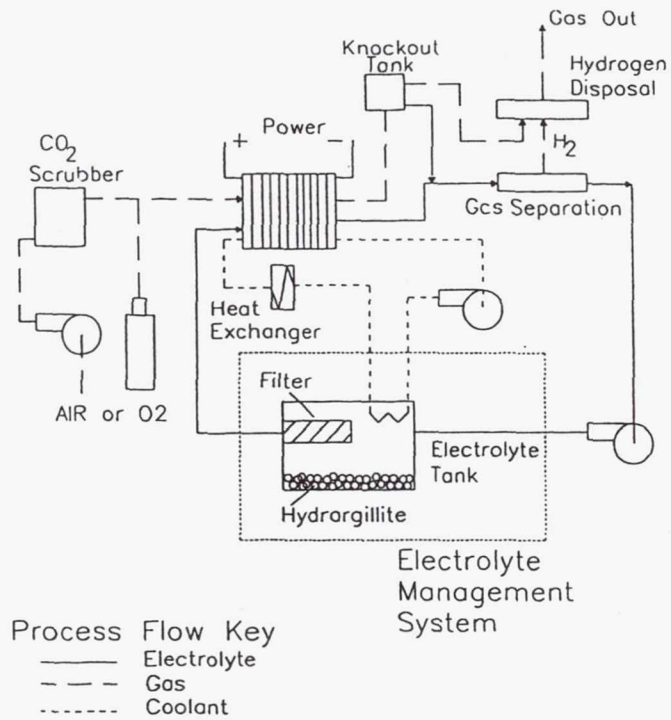 Gas Out
Knockout
Tank
Hydrogen
Disposal
CO2
Scrubber
+ Power -
H2
Gcs Separation
Heat
Exchanger
AIR or O2
Filter
Electrolyte
Tank
Hydrargillite
Electrolyte
Management
System
Process Flow Key
Electrolyte
Gas
Coolant